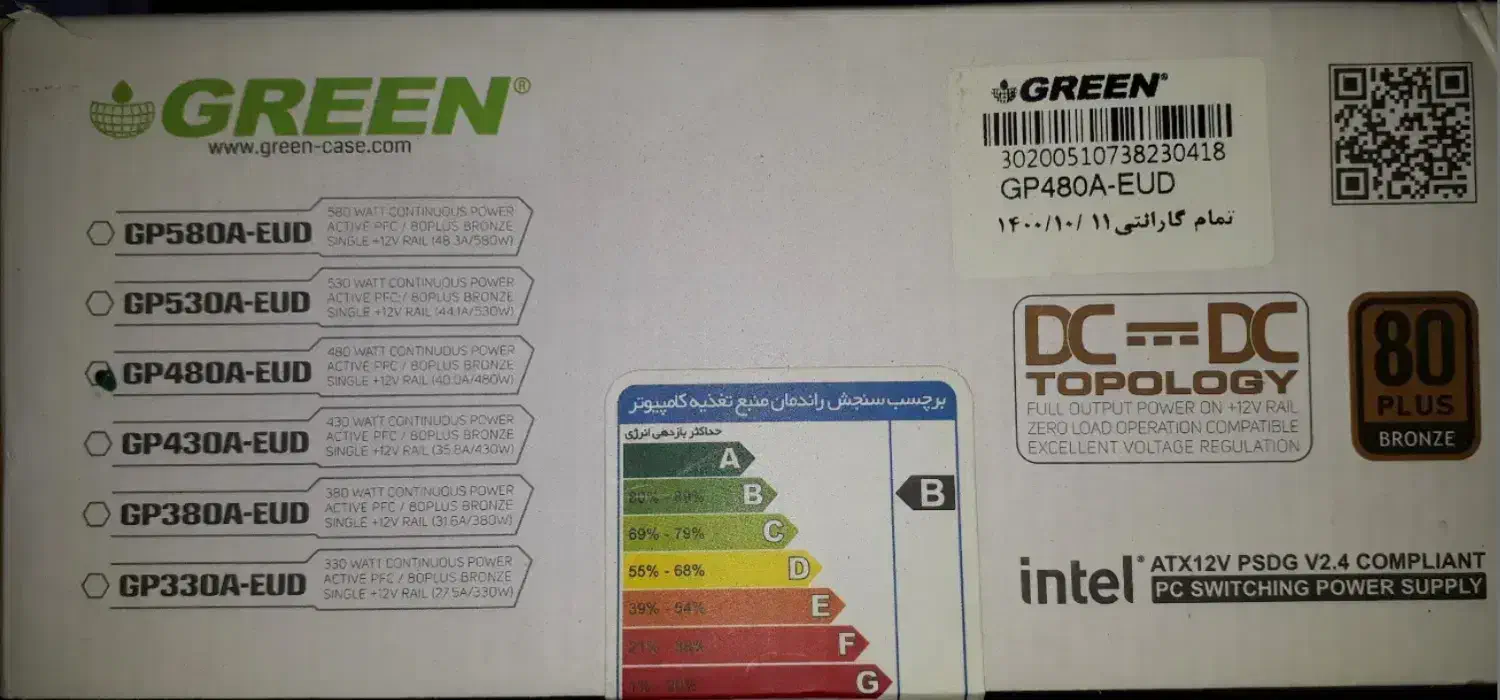 GREEN®
www.green-case.com
GP580A-EUD
580 WATT CONTINUOUS POWER
ACTIVE PFC / 80PLUS BRONZE
SINGLE +12V RAIL (48.3A/580W)
GP530A-EUD
530 WATT CONTINUOUS POWER
ACTIVE PFC / 80PLUS BRONZE
SINGLE +12V RAIL (44.1A/530W)
GP480A-EUD
480 WATT CONTINUOUS POWER
ACTIVE PFC / 80PLUS BRONZE
SINGLE +12V RAIL (40.0A/480W)
GP430A-EUD
430 WATT CONTINUOUS POWER
ACTIVE PFC / 80PLUS BRONZE
SINGLE +12V RAIL (35.8A/430W)
GP380A-EUD
380 WATT CONTINUOUS POWER
ACTIVE PFC / 80PLUS BRONZE
SINGLE +12V RAIL (31.6A/380W)
GP330A-EUD
330 WATT CONTINUOUS POWER
ACTIVE PFC / 80PLUS BRONZE
SINGLE +12V RAIL (27.5A/330W)
برچسب سنجش راندمان منبع تغذیه کامپیوتر
حداکثر بازدهی انرژی
A
80% - 89% B
69% - 79% C
55% - 68% D
39% - 54% E
21% - 38% F
G
B
GREEN®
30200510738230418
GP480A-EUD
تمام گارانتی ۱۴۰۰/۱۰/ ۱۱
DC DC
TOPOLOGY
FULL OUTPUT POWER ON +12V RAIL
ZERO LOAD OPERATION COMPATIBLE
EXCELLENT VOLTAGE REGULATION
80
PLUS
BRONZE
intel® ATX12V PSDG V2.4 COMPLIANT
PC SWITCHING POWER SUPPLY